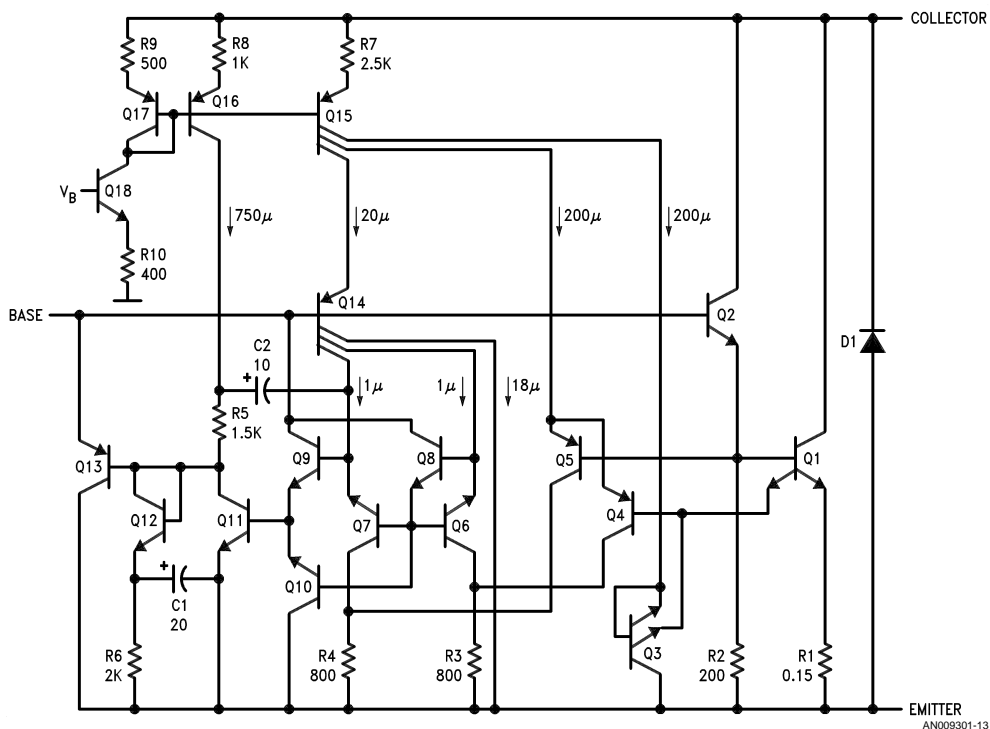 COLLECTOR
R9
500
R8
1K
R7
2.5K
Q17
Q16
Q15
VB
Q18
750μ
20μ
200μ
200μ
R10
400
BASE
Q14
Q2
C2
+
10
D1
1μ
1μ
18μ
R5
1.5K
Q13
Q9
Q8
Q5
Q1
Q12
Q11
Q7
Q6
Q4
+
C1
20
Q10
R6
2K
R4
800
R3
800
Q3
R2
200
R1
0.15
EMITTER
AN009301-13